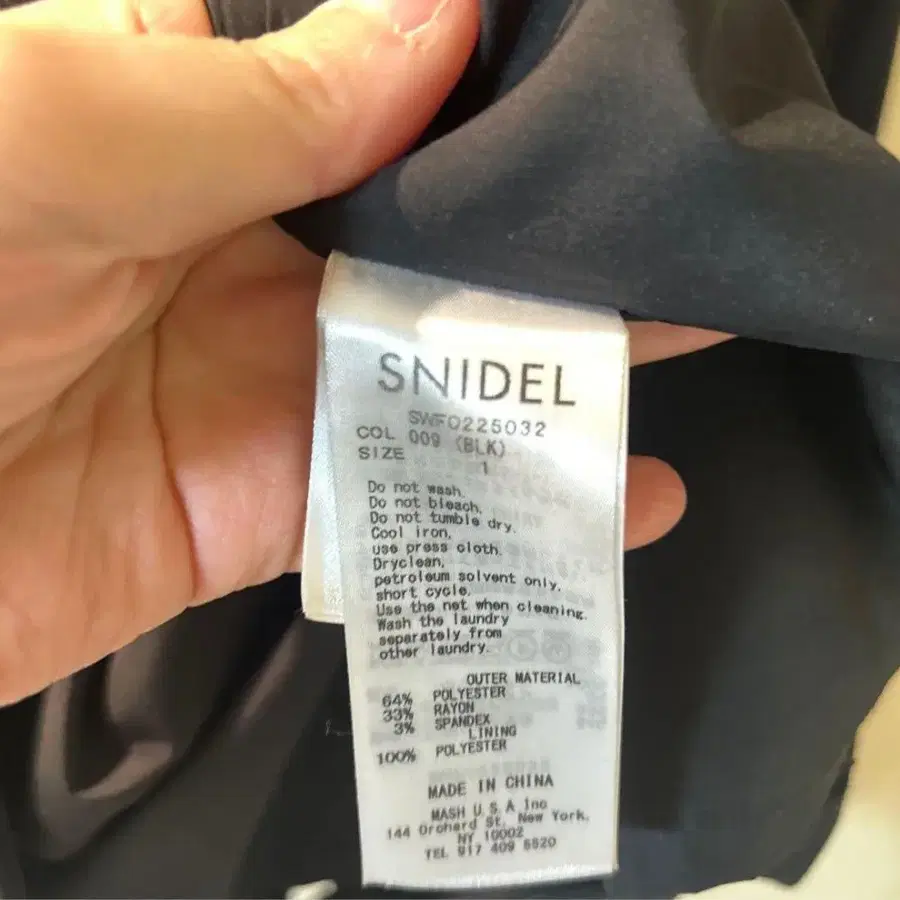 SNIDEL
SWFO225032
COL 009 (BLK)
SIZE 1
Do not wash.
Do not bleach.
Do not tumble dry.
Cool iron,
use press cloth.
Dryclean,
petroleum solvent only,
short cycle.
Use the net when cleaning.
Wash the laundry
separately from
other laundry.
OUTER MATERIAL
64% POLYESTER
33% RAYON
3% SPANDEX
LINING
100% POLYESTER
MADE IN CHINA
MASH U S A Inc
144 Orchard St, New York,
NY 10002
TEL 917 409 5520